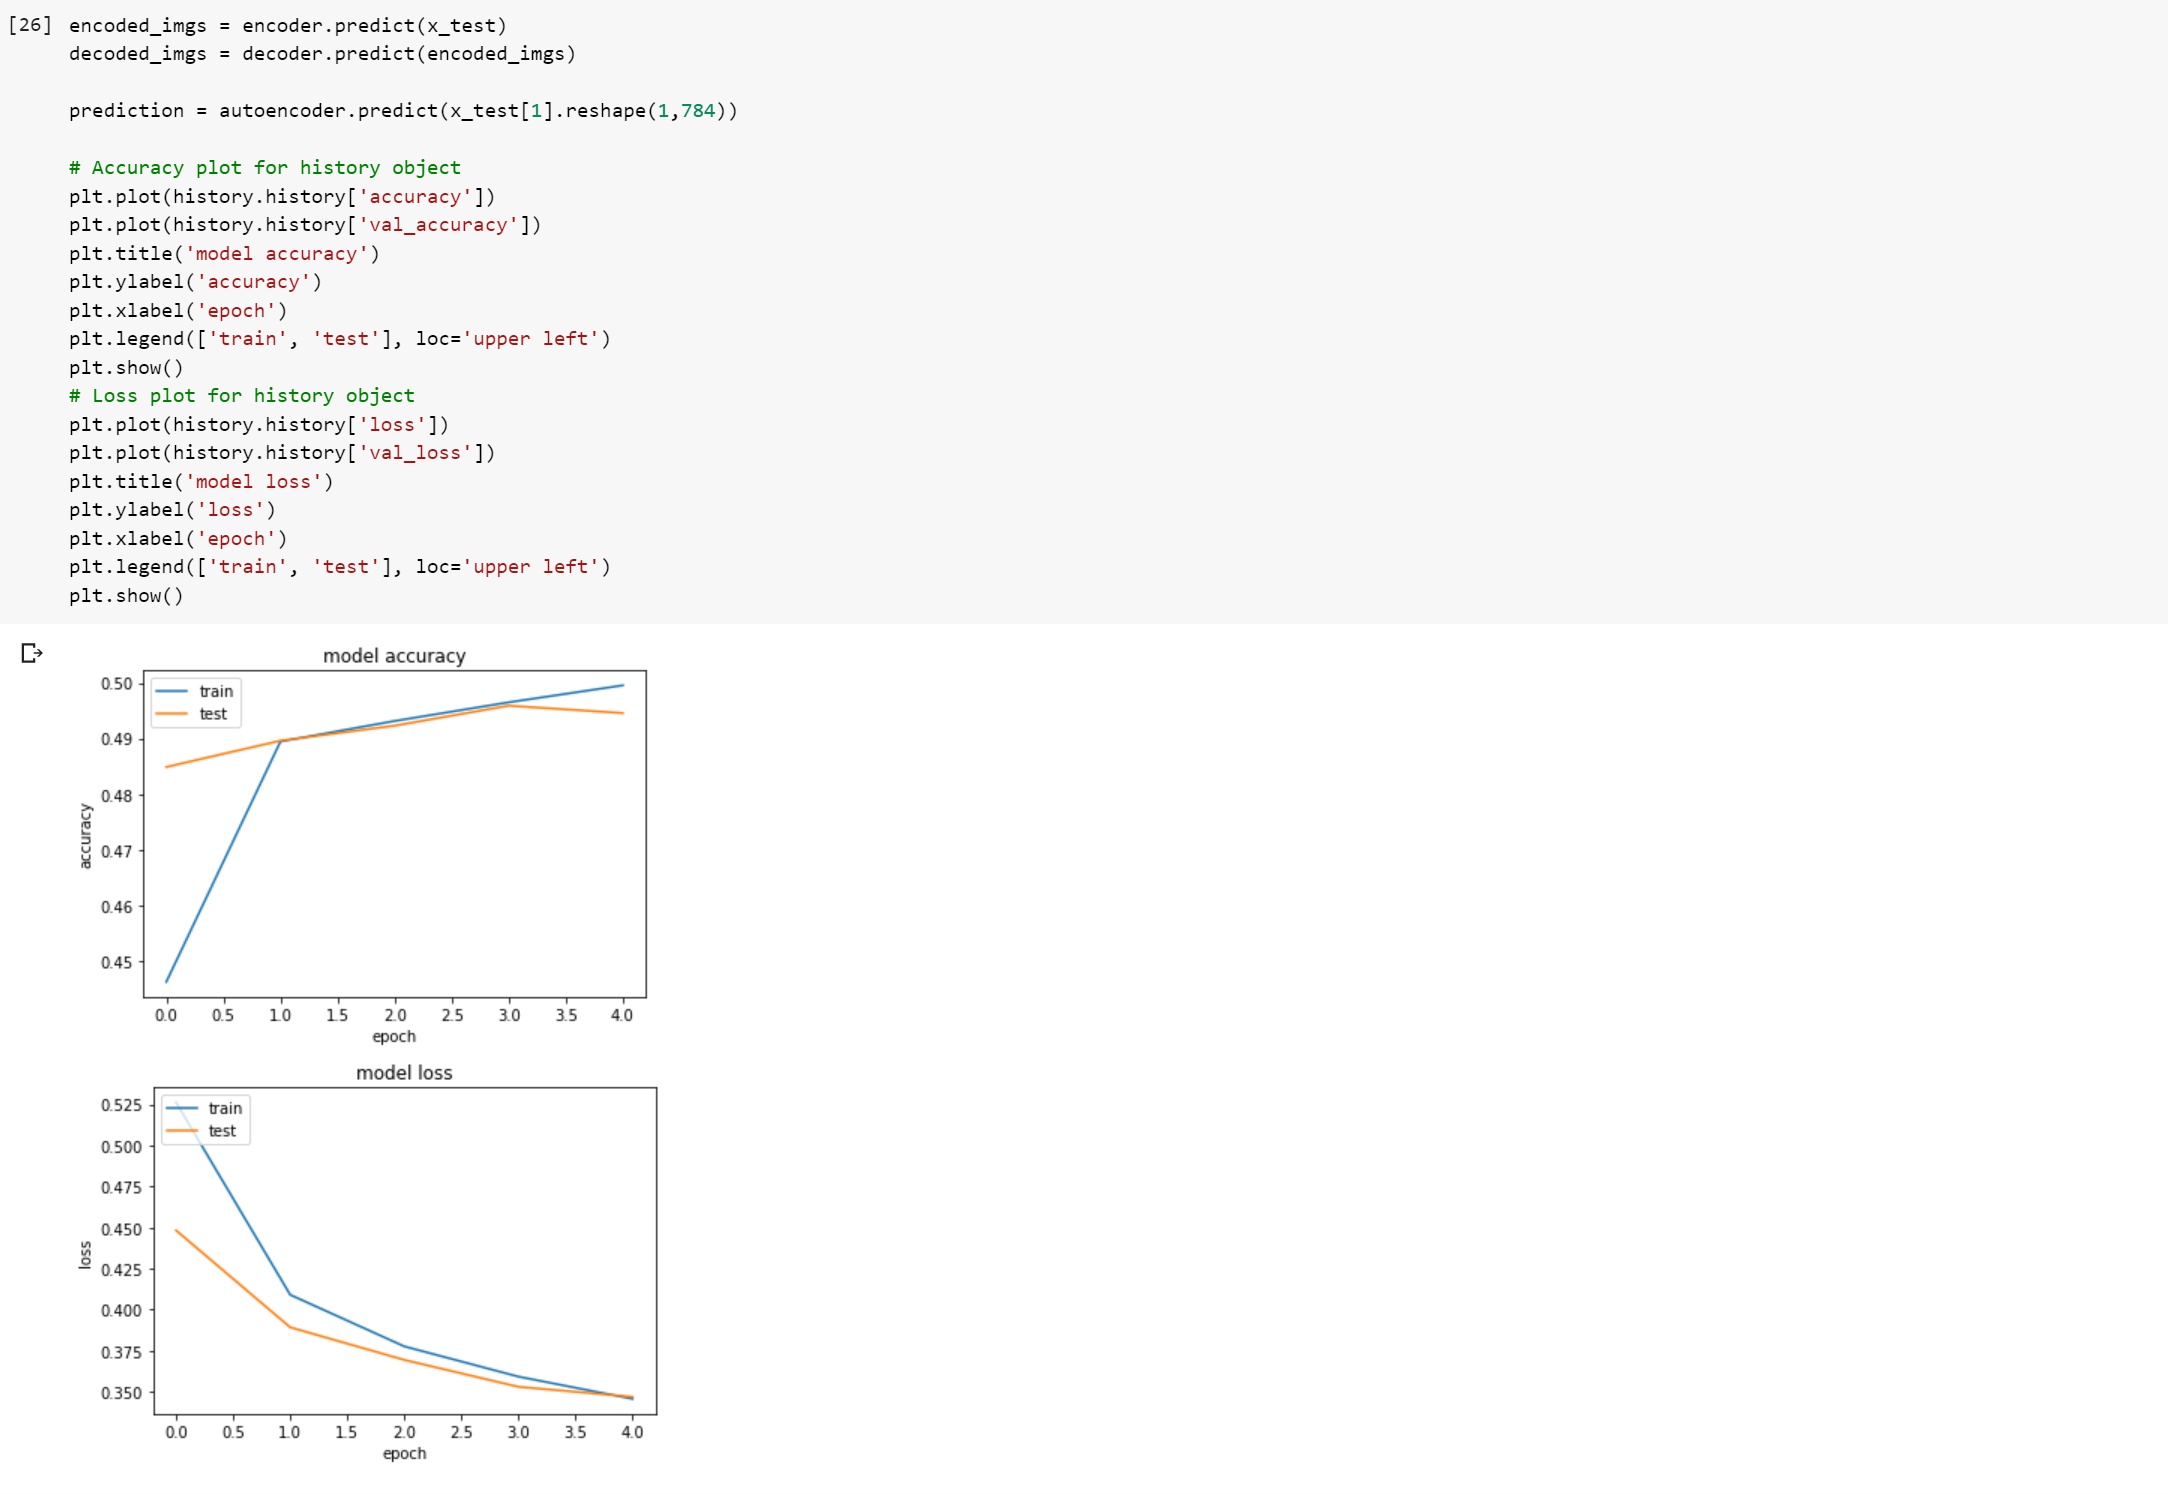 [26] encoded_imgs = encoder.predict(x_test)
decoded_imgs = decoder.predict(encoded_imgs)
prediction = autoencoder.predict(x_test[1].reshape(1,784))
# Accuracy plot for history object
plt.plot(history.history['accuracy'])
plt.plot(history.history['val_accuracy'])
plt.title('model accuracy')
plt.ylabel('accuracy')
plt.xlabel('epoch')
plt.legend(['train', 'test'], loc='upper left')
plt.show()
# Loss plot for history object
plt.plot(history.history['loss'])
plt.plot(history.history['val_loss'])
plt.title('model loss')
plt.ylabel('loss')
plt.xlabel('epoch')
plt.legend(['train', 'test'], loc='upper left')
plt.show()
model accuracy
train
test
0.50
0.49
0.48
0.47
0.46
0.45
accuracy
0.0 0.5 1.0 1.5 2.0 2.5 3.0 3.5 4.0
epoch
model loss
train
test
0.525
0.500
0.475
0.450
0.425
0.400
0.375
0.350
loss
0.0 0.5 1.0 1.5 2.0 2.5 3.0 3.5 4.0
epoch